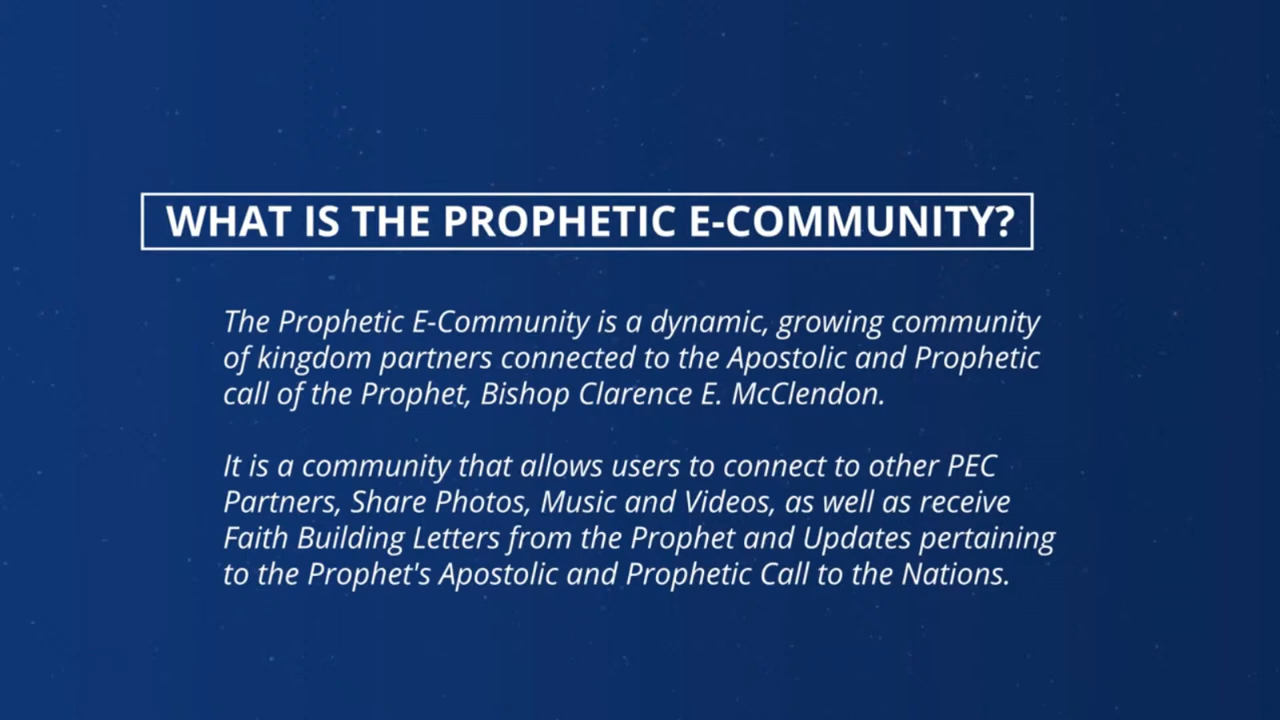 WHAT IS THE PROPHETIC E-COMMUNITY?
The Prophetic E-Community is a dynamic, growing community
of kingdom partners connected to the Apostolic and Prophetic
call of the Prophet, Bishop Clarence E. McClendon.
It is a community that allows users to connect to other PEC
Partners, Share Photos, Music and Videos, as well as receive
Faith Building Letters from the Prophet and Updates pertaining
to the Prophet's Apostolic and Prophetic Call to the Nations.